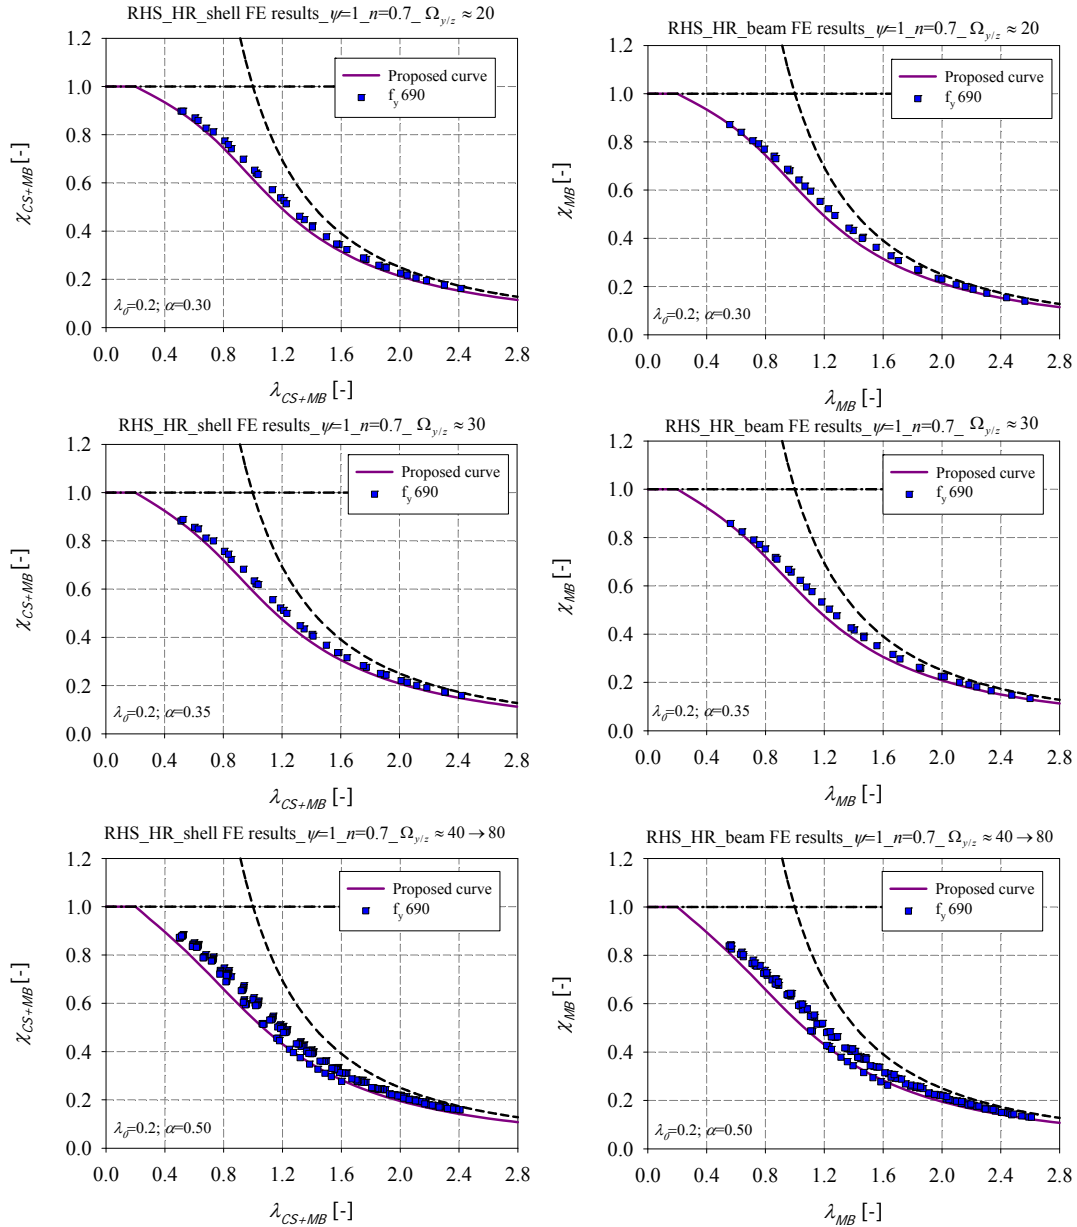 RHS_HR_shell FE results_ψ=1_n=0.7_ Ω y/z ≈ 20
1.2
1.0
0.8
0.6
0.4
0.2
0.0
χCS+MB [-]
Proposed curve
fy 690
λ0=0.2; α=0.30
0.0 0.4 0.8 1.2 1.6 2.0 2.4 2.8
λCS+MB [-]
RHS_HR_beam FE results_ψ=1_n=0.7_ Ω y/z ≈ 20
1.2
1.0
0.8
0.6
0.4
0.2
0.0
χMB [-]
Proposed curve
fy 690
λ0=0.2; α=0.30
0.0 0.4 0.8 1.2 1.6 2.0 2.4 2.8
λMB [-]
RHS_HR_shell FE results_ψ=1_n=0.7_ Ω y/z ≈ 30
1.2
1.0
0.8
0.6
0.4
0.2
0.0
χCS+MB [-]
Proposed curve
fy 690
λ0=0.2; α=0.35
0.0 0.4 0.8 1.2 1.6 2.0 2.4 2.8
λCS+MB [-]
RHS_HR_beam FE results_ψ=1_n=0.7_ Ω y/z ≈ 30
1.2
1.0
0.8
0.6
0.4
0.2
0.0
χMB [-]
Proposed curve
fy 690
λ0=0.2; α=0.35
0.0 0.4 0.8 1.2 1.6 2.0 2.4 2.8
λMB [-]
RHS_HR_shell FE results_ψ=1_n=0.7_ Ω y/z ≈ 40 → 80
1.2
1.0
0.8
0.6
0.4
0.2
0.0
χCS+MB [-]
Proposed curve
fy 690
λ0=0.2; α=0.50
0.0 0.4 0.8 1.2 1.6 2.0 2.4 2.8
λCS+MB [-]
RHS_HR_beam FE results_ψ=1_n=0.7_ Ω y/z ≈ 40 → 80
1.2
1.0
0.8
0.6
0.4
0.2
0.0
χMB [-]
Proposed curve
fy 690
λ0=0.2; α=0.50
0.0 0.4 0.8 1.2 1.6 2.0 2.4 2.8
λMB [-]